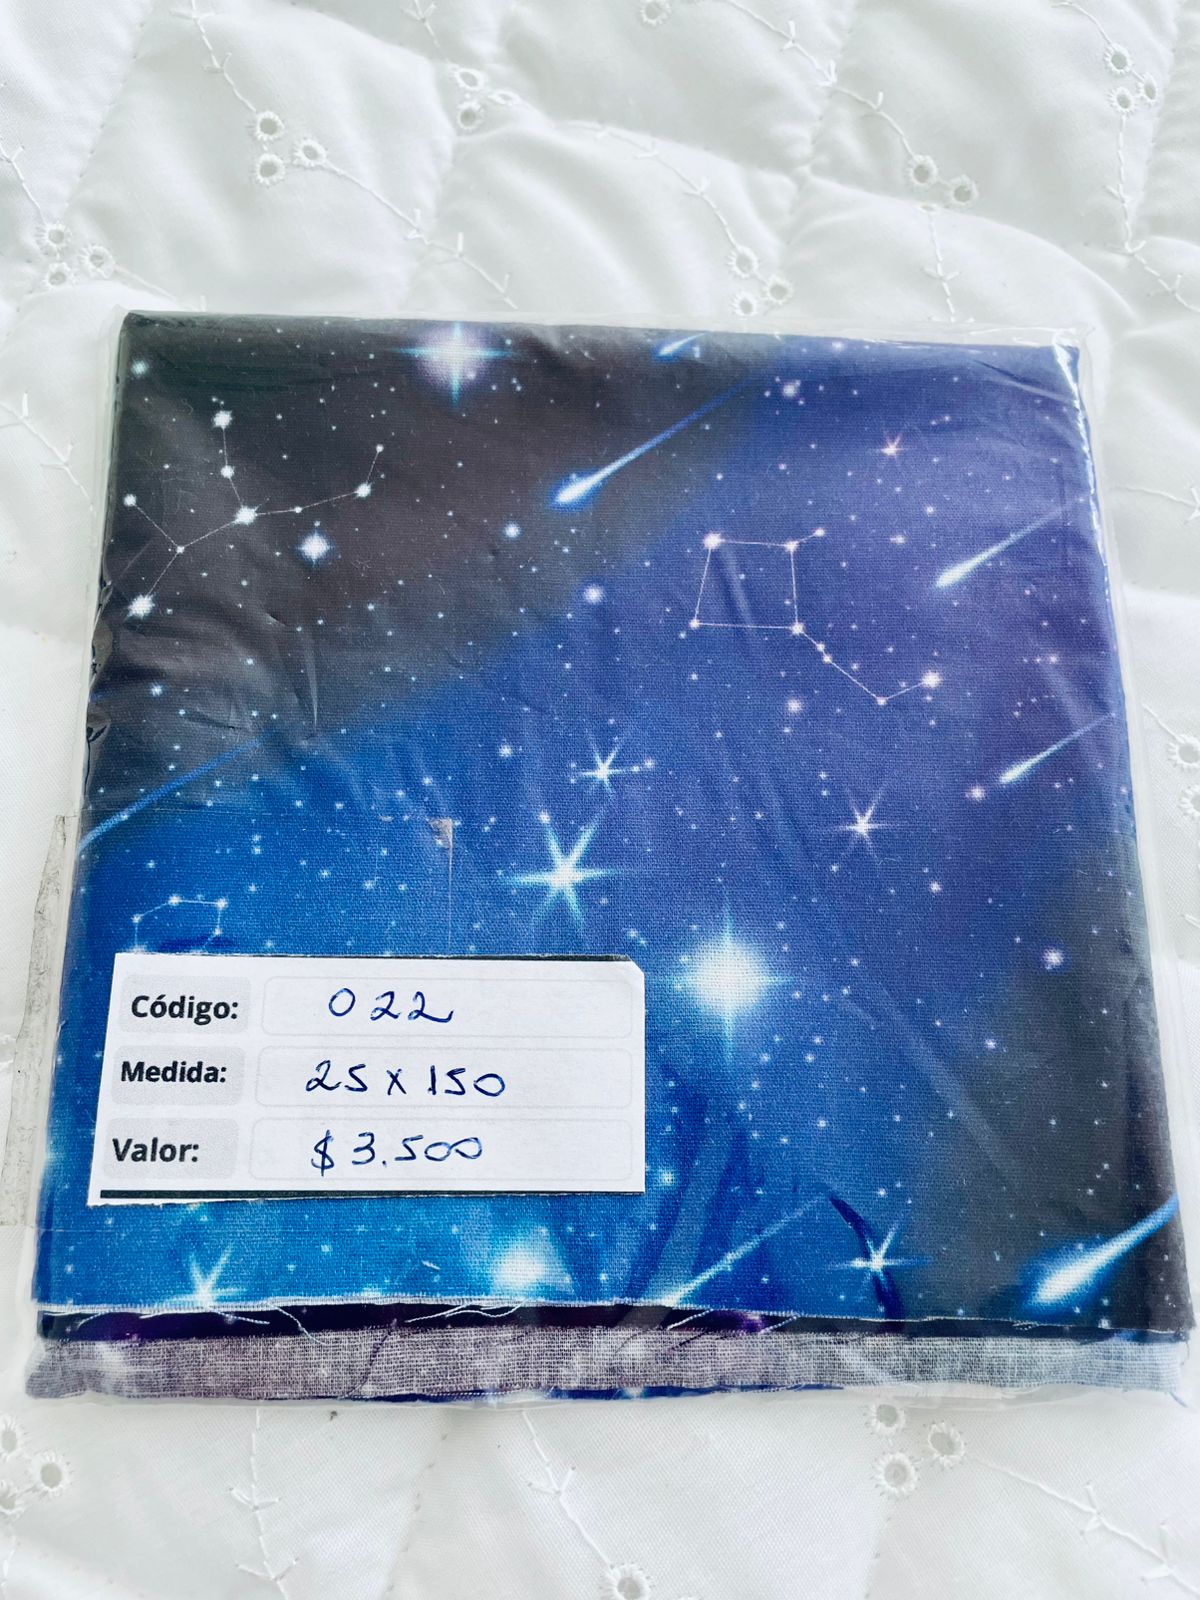 Código: 022
Medida: 25 x 150
Valor: $3.500